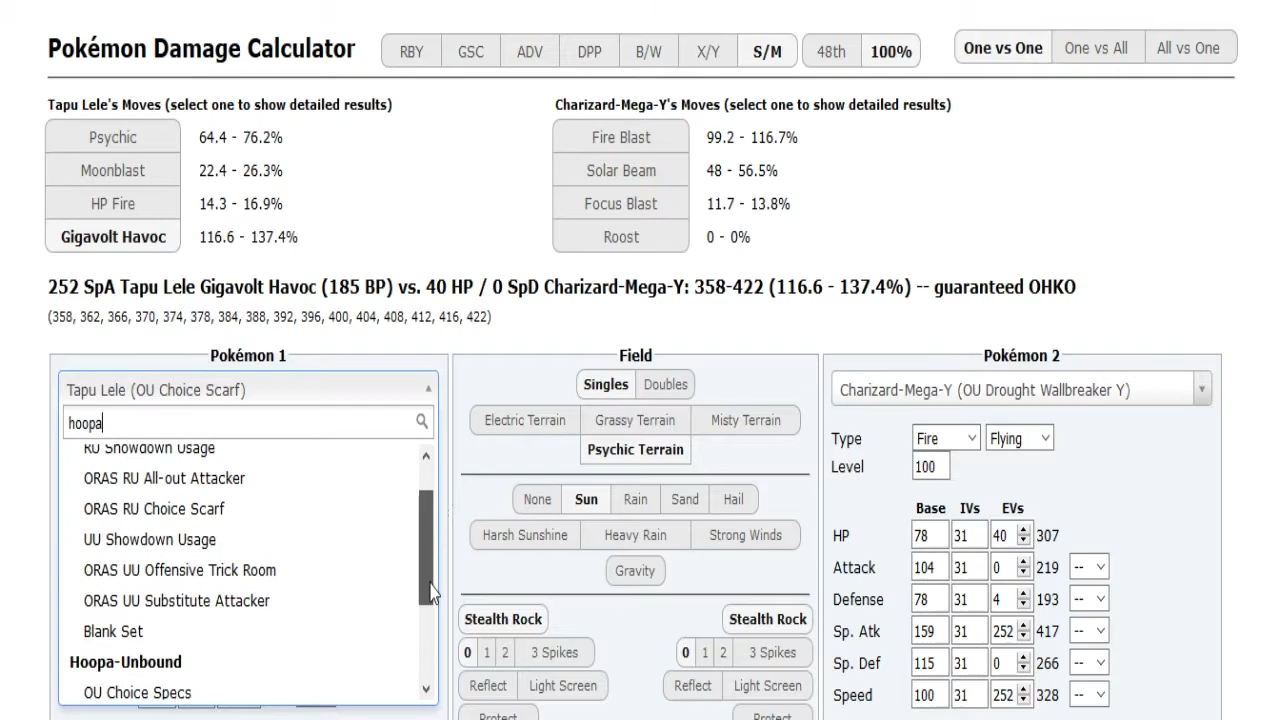 Pokémon Damage Calculator
RBY GSC ADV DPP B/W X/Y S/M 48th 100%
One vs One One vs All All vs One
Tapu Lele's Moves (select one to show detailed results)
Psychic 64.4 - 76.2%
Moonblast 22.4 - 26.3%
HP Fire 14.3 - 16.9%
Gigavolt Havoc 116.6 - 137.4%
Charizard-Mega-Y's Moves (select one to show detailed results)
Fire Blast 99.2 - 116.7%
Solar Beam 48 - 56.5%
Focus Blast 11.7 - 13.8%
Roost 0 - 0%
252 SpA Tapu Lele Gigavolt Havoc (185 BP) vs. 40 HP / 0 SpD Charizard-Mega-Y: 358-422 (116.6 - 137.4%) -- guaranteed OHKO
(358, 362, 366, 370, 374, 378, 384, 388, 392, 396, 400, 404, 408, 412, 416, 422)
Pokémon 1
Tapu Lele (OU Choice Scarf)
hoopa
RU Showdown Usage
ORAS RU All-out Attacker
ORAS RU Choice Scarf
UU Showdown Usage
ORAS UU Offensive Trick Room
ORAS UU Substitute Attacker
Blank Set
Hoopa-Unbound
OU Choice Specs
Field
Singles Doubles
Electric Terrain Grassy Terrain Misty Terrain
Psychic Terrain
None Sun Rain Sand Hail
Harsh Sunshine Heavy Rain Strong Winds
Gravity
Stealth Rock Stealth Rock
0 1 2 3 Spikes 0 1 2 3 Spikes
Reflect Light Screen Reflect Light Screen
Protect Protect
Pokémon 2
Charizard-Mega-Y (OU Drought Wallbreaker Y)
Type Fire Flying
Level 100
Base IVs EVs
HP 78 31 40 307
Attack 104 31 0 219 --
Defense 78 31 4 193 --
Sp. Atk 159 31 252 417 --
Sp. Def 115 31 0 266 --
Speed 100 31 252 328 --